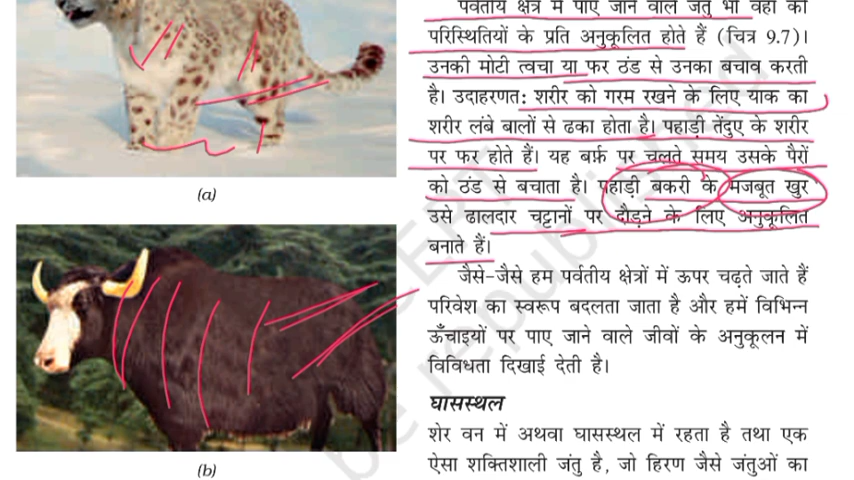 पर्वतीय क्षेत्र में पाए जाने वाले जंतु भी वहाँ की
परिस्थितियों के प्रति अनुकूलित होते हैं (चित्र 9.7)।
उनकी मोटी त्वचा या फर ठंड से उनका बचाव करती
है। उदाहरणत: शरीर को गरम रखने के लिए याक का
शरीर लंबे बालों से ढका होता है। पहाड़ी तेंदुए के शरीर
पर फर होते हैं। यह बर्फ़ पर चलते समय उसके पैरों
को ठंड से बचाता है। पहाड़ी बकरी के मजबूत खुर
उसे ढालदार चट्टानों पर दौड़ने के लिए अनुकूलित
बनाते हैं।
जैसे-जैसे हम पर्वतीय क्षेत्रों में ऊपर चढ़ते जाते हैं
परिवेश का स्वरूप बदलता जाता है और हमें विभिन्न
ऊँचाइयों पर पाए जाने वाले जीवों के अनुकूलन में
विविधता दिखाई देती है।
घासस्थल
शेर वन में अथवा घासस्थल में रहता है तथा एक
ऐसा शक्तिशाली जंतु है, जो हिरण जैसे जंतुओं का
(a)
(b)
be republished